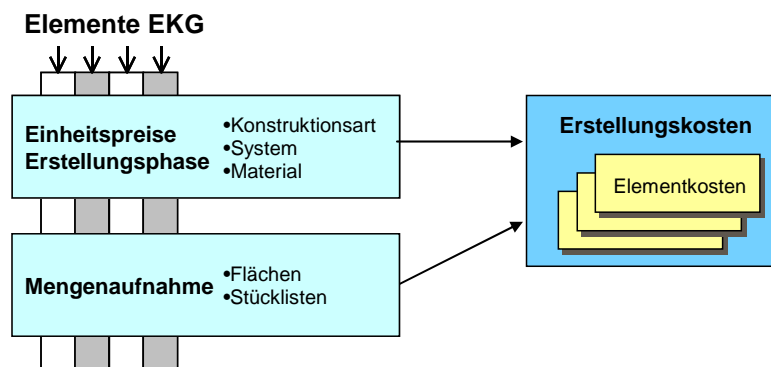 Elemente EKG
Einheitspreise
Erstellungsphase
•Konstruktionsart
•System
•Material
Mengenaufnahme
•Flächen
•Stücklisten
Erstellungskosten
Elementkosten